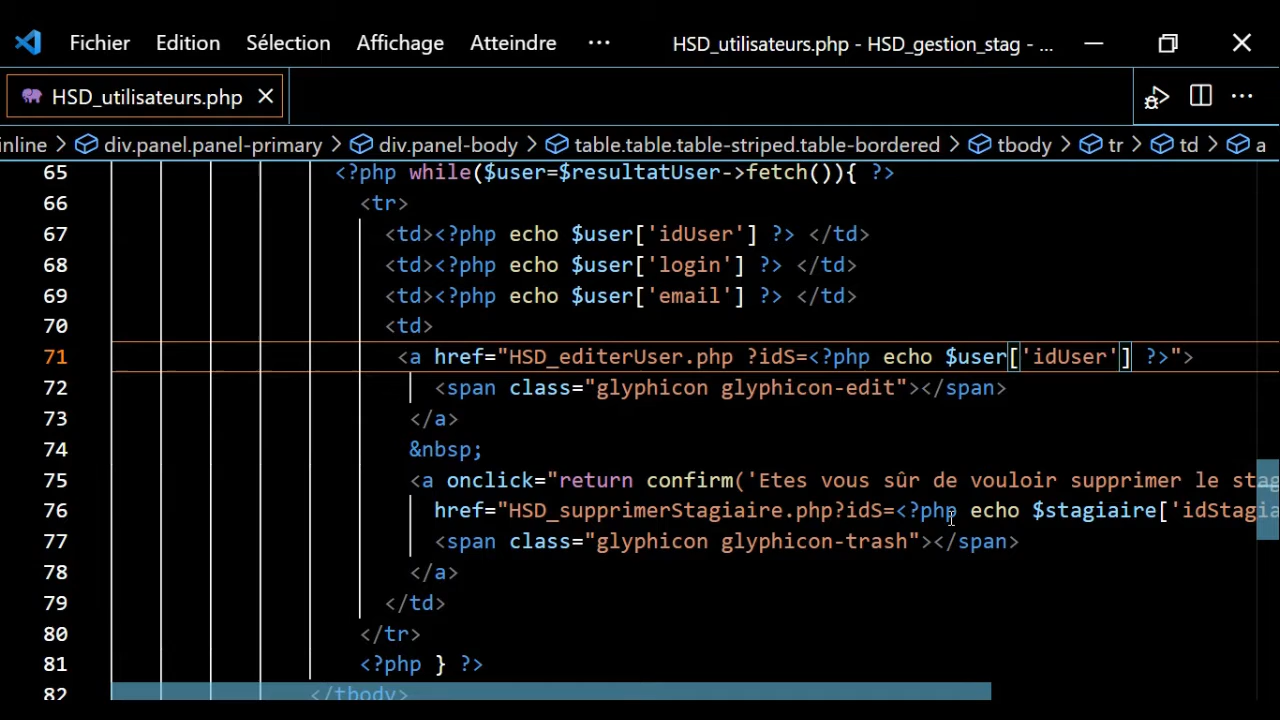 Fichier Edition Sélection Affichage Atteindre ··· HSD_utilisateurs.php - HSD_gestion_stag - ...
HSD_utilisateurs.php
inline > div.panel.panel-primary > div.panel-body > table.table.table-striped.table-bordered > tbody > tr > td > a
65 <?php while($user=$resultatUser->fetch()){ ?>
66 <tr>
67 <td><?php echo $user['idUser'] ?> </td>
68 <td><?php echo $user['login'] ?> </td>
69 <td><?php echo $user['email'] ?> </td>
70 <td>
71 <a href="HSD_editerUser.php ?idS=<?php echo $user['idUser'] ?>">
72 <span class="glyphicon glyphicon-edit"></span>
73 </a>
74 &nbsp;
75 <a onclick="return confirm('Etes vous sûr de vouloir supprimer le stag
76 href="HSD_supprimerStagiaire.php?idS=<?php echo $stagiaire['idStagia
77 <span class="glyphicon glyphicon-trash"></span>
78 </a>
79 </td>
80 </tr>
81 <?php } ?>
82 </tbody>